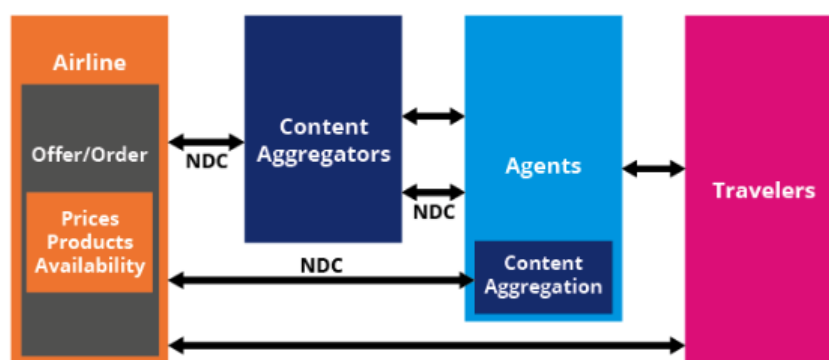 Airline
Offer/Order
Prices
Products
Availability
NDC
Content
Aggregators
NDC
NDC
Agents
Content
Aggregation
Travelers